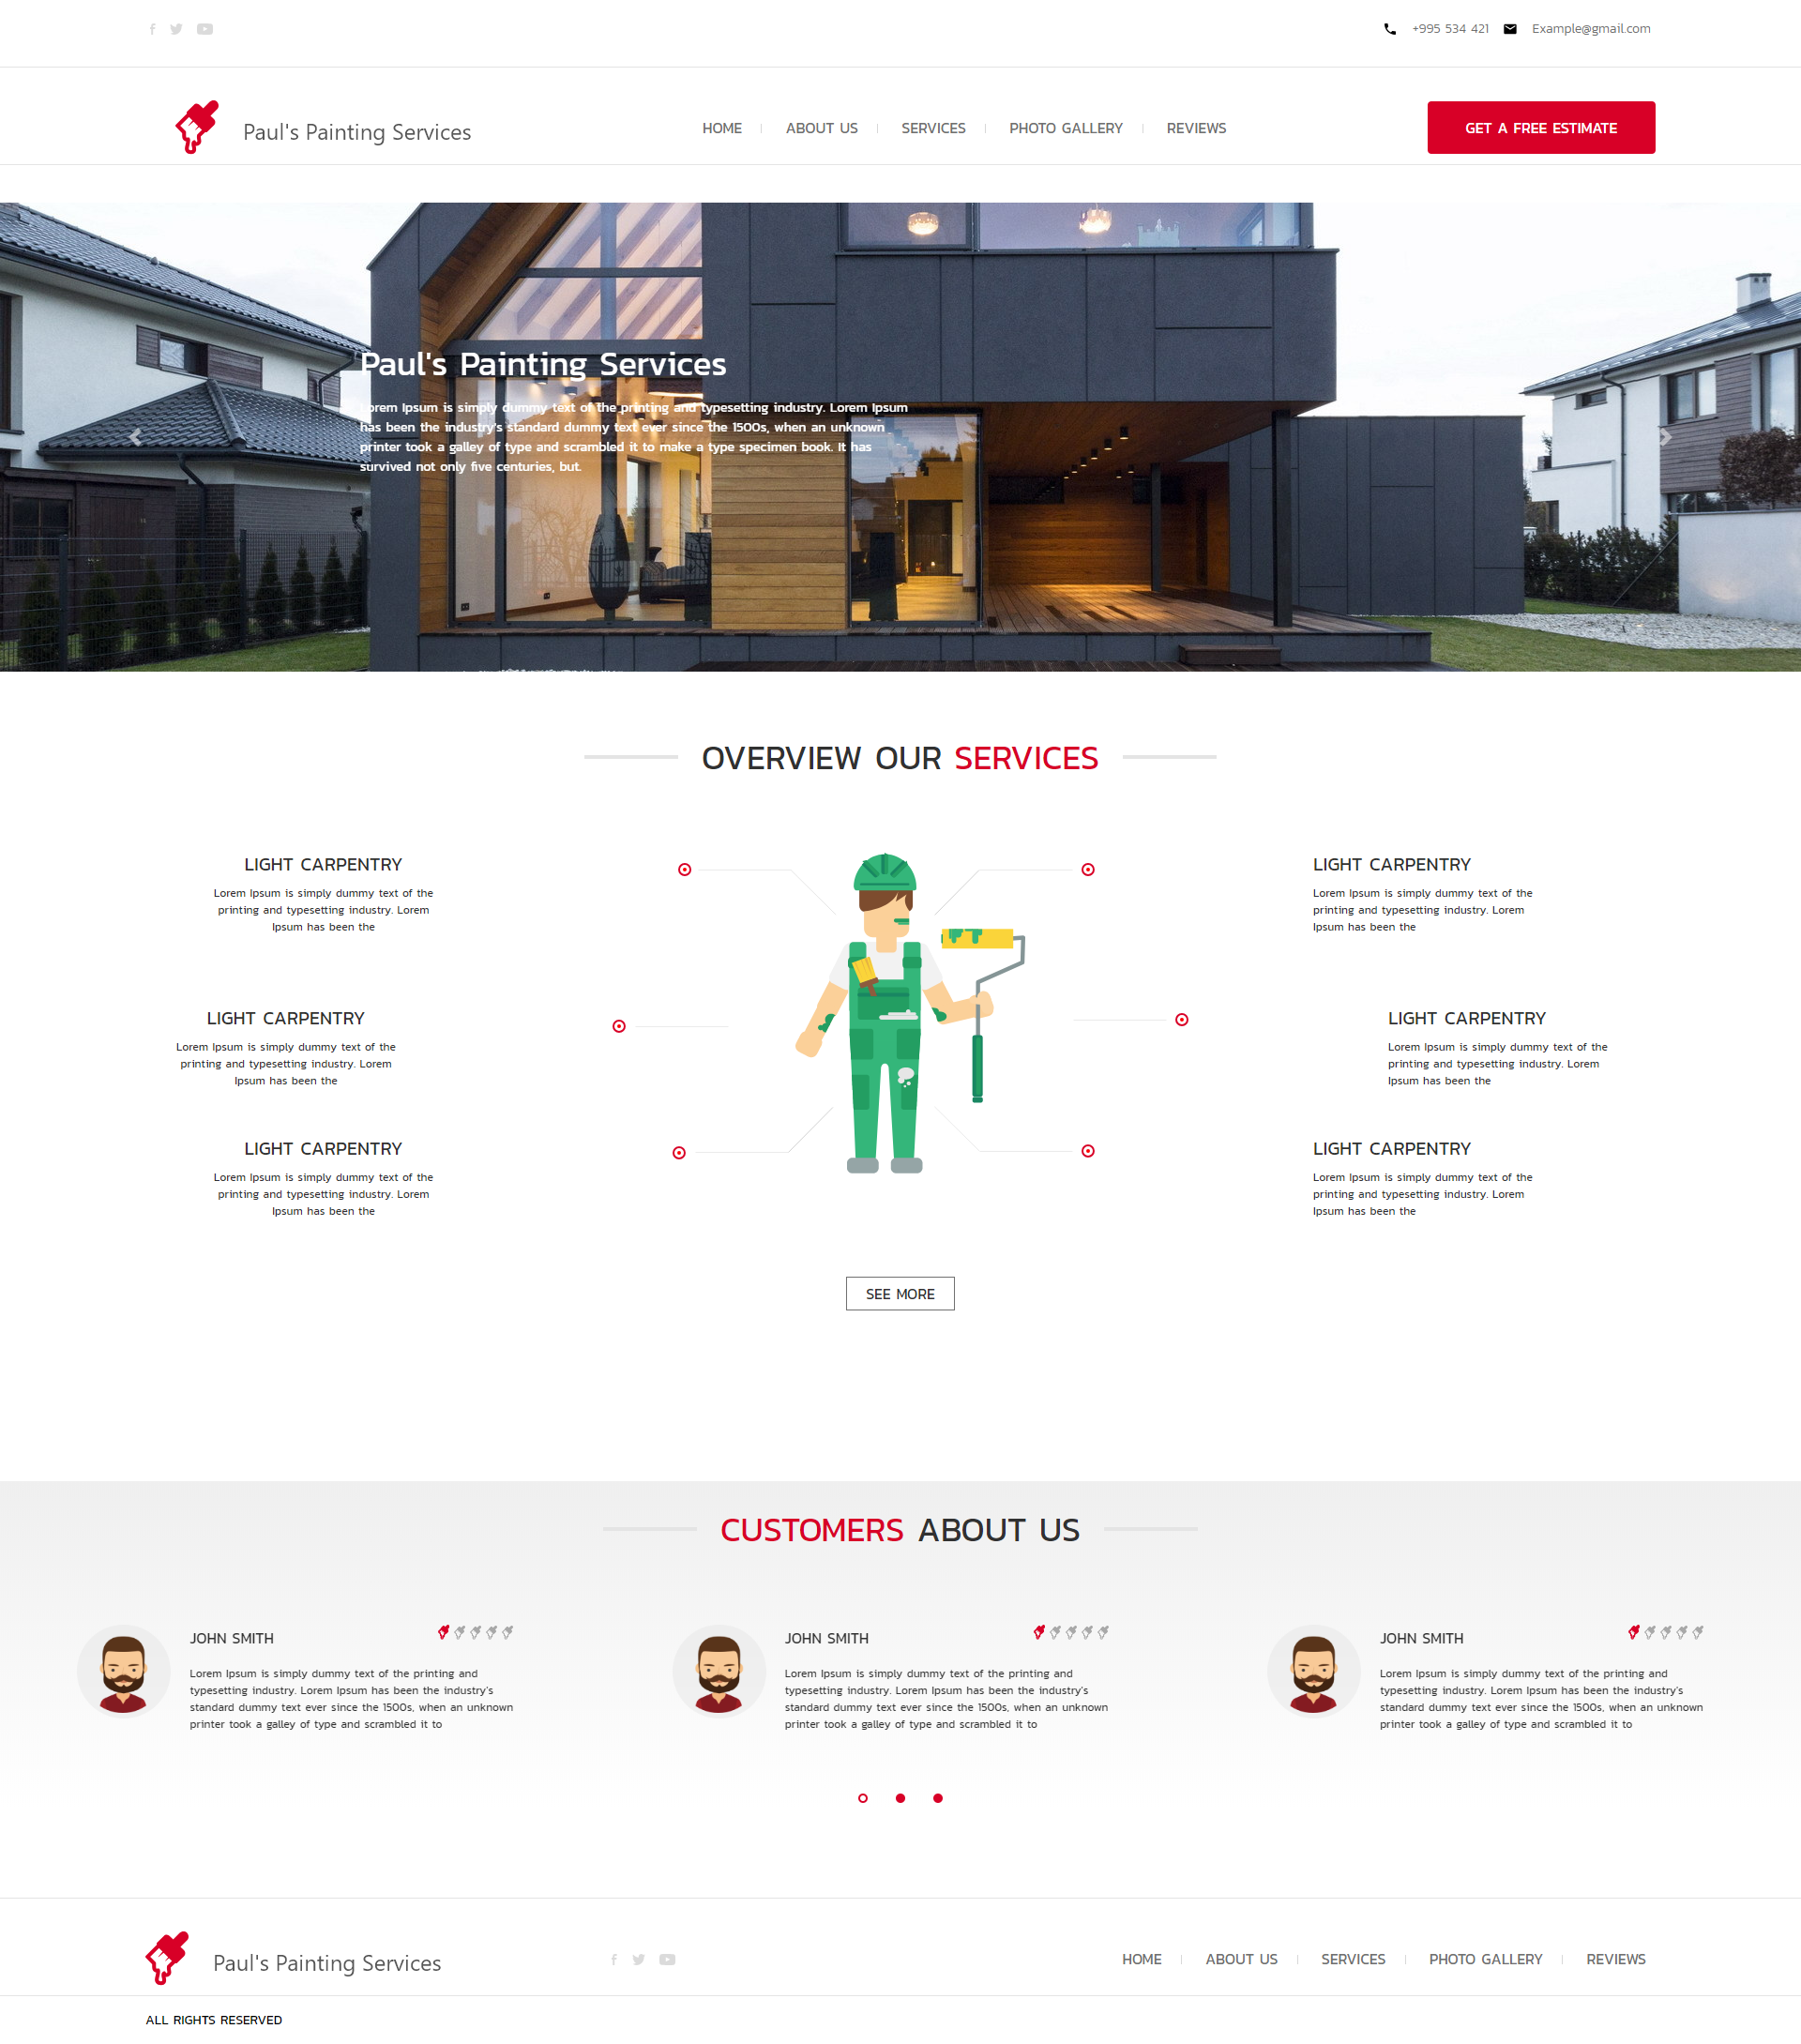 +995 534 421 Example@gmail.com
Paul's Painting Services
HOME ABOUT US SERVICES PHOTO GALLERY REVIEWS
GET A FREE ESTIMATE
Paul's Painting Services
Lorem Ipsum is simply dummy text of the printing and typesetting industry. Lorem Ipsum
has been the industry's standard dummy text ever since the 1500s, when an unknown
printer took a galley of type and scrambled it to make a type specimen book. It has
survived not only five centuries, but.
OVERVIEW OUR SERVICES
LIGHT CARPENTRY
Lorem Ipsum is simply dummy text of the
printing and typesetting industry. Lorem
Ipsum has been the
LIGHT CARPENTRY
Lorem Ipsum is simply dummy text of the
printing and typesetting industry. Lorem
Ipsum has been the
LIGHT CARPENTRY
Lorem Ipsum is simply dummy text of the
printing and typesetting industry. Lorem
Ipsum has been the
LIGHT CARPENTRY
Lorem Ipsum is simply dummy text of the
printing and typesetting industry. Lorem
Ipsum has been the
LIGHT CARPENTRY
Lorem Ipsum is simply dummy text of the
printing and typesetting industry. Lorem
Ipsum has been the
LIGHT CARPENTRY
Lorem Ipsum is simply dummy text of the
printing and typesetting industry. Lorem
Ipsum has been the
SEE MORE
CUSTOMERS ABOUT US
JOHN SMITH
Lorem Ipsum is simply dummy text of the printing and
typesetting industry. Lorem Ipsum has been the industry's
standard dummy text ever since the 1500s, when an unknown
printer took a galley of type and scrambled it to
JOHN SMITH
Lorem Ipsum is simply dummy text of the printing and
typesetting industry. Lorem Ipsum has been the industry's
standard dummy text ever since the 1500s, when an unknown
printer took a galley of type and scrambled it to
JOHN SMITH
Lorem Ipsum is simply dummy text of the printing and
typesetting industry. Lorem Ipsum has been the industry's
standard dummy text ever since the 1500s, when an unknown
printer took a galley of type and scrambled it to
Paul's Painting Services
HOME ABOUT US SERVICES PHOTO GALLERY REVIEWS
ALL RIGHTS RESERVED